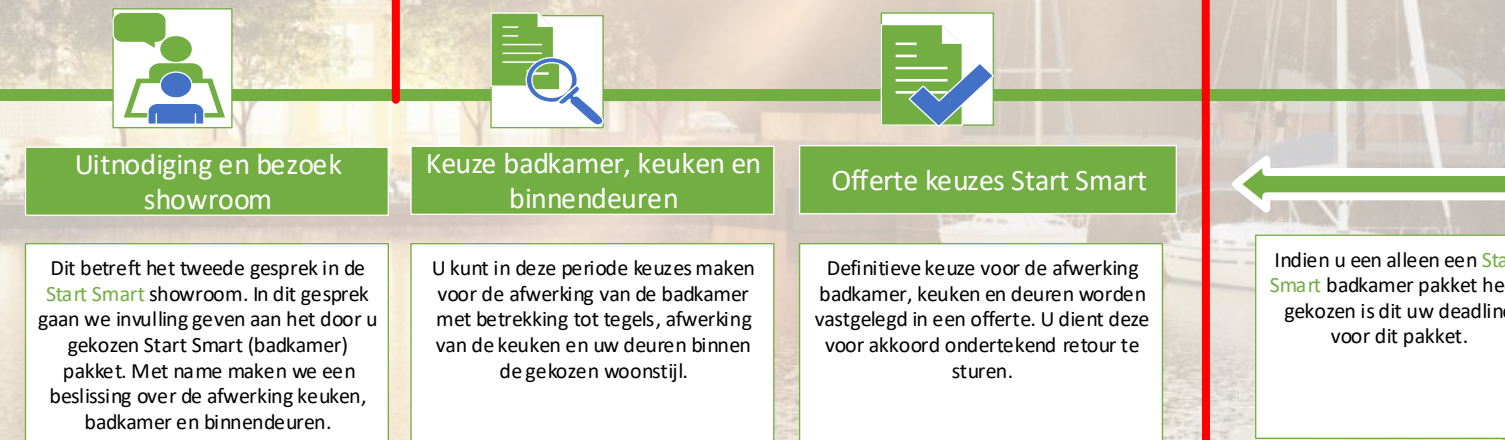 Uitnodiging en bezoek
showroom
Dit betreft het tweede gesprek in de
Start Smart showroom. In dit gesprek
gaan we invulling geven aan het door u
gekozen Start Smart (badkamer)
pakket. Met name maken we een
beslissing over de afwerking keuken,
badkamer en binnendeuren.
Keuze badkamer, keuken en
binnendeuren
U kunt in deze periode keuzes maken
voor de afwerking van de badkamer
met betrekking tot tegels, afwerking
van de keuken en uw deuren binnen
de gekozen woonstijl.
Offerte keuzes Start Smart
Definitieve keuze voor de afwerking
badkamer, keuken en deuren worden
vastgelegd in een offerte. U dient deze
voor akkoord ondertekend retour te
sturen.
Indien u een alleen een
Smart badkamer pakket
gekozen is dit uw deadline
voor dit pakket.